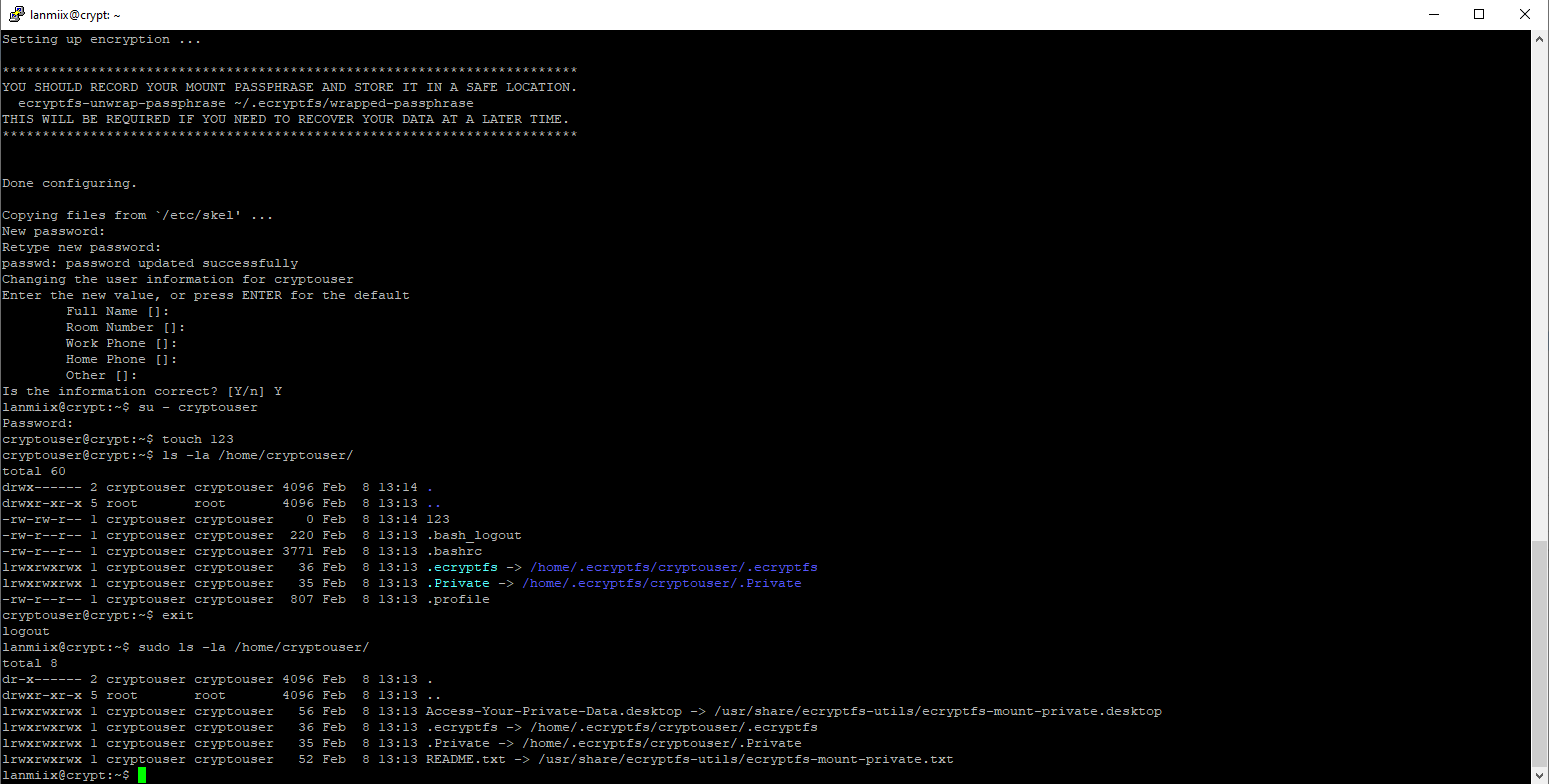 lanmiix@crypt: ~
Setting up encryption ...
************************************************************************
YOU SHOULD RECORD YOUR MOUNT PASSPHRASE AND STORE IT IN A SAFE LOCATION.
  ecryptfs-unwrap-passphrase ~/.ecryptfs/wrapped-passphrase
THIS WILL BE REQUIRED IF YOU NEED TO RECOVER YOUR DATA AT A LATER TIME.
************************************************************************
Done configuring.
Copying files from `/etc/skel' ...
New password:
Retype new password:
passwd: password updated successfully
Changing the user information for cryptouser
Enter the new value, or press ENTER for the default
        Full Name []:
        Room Number []:
        Work Phone []:
        Home Phone []:
        Other []:
Is the information correct? [Y/n] Y
lanmiix@crypt:~$ su - cryptouser
Password:
cryptouser@crypt:~$ touch 123
cryptouser@crypt:~$ ls -la /home/cryptouser/
total 60
drwx------ 2 cryptouser cryptouser 4096 Feb  8 13:14 .
drwxr-xr-x 5 root       root       4096 Feb  8 13:13 ..
-rw-rw-r-- 1 cryptouser cryptouser    0 Feb  8 13:14 123
-rw-r--r-- 1 cryptouser cryptouser  220 Feb  8 13:13 .bash_logout
-rw-r--r-- 1 cryptouser cryptouser 3771 Feb  8 13:13 .bashrc
lrwxrwxrwx 1 cryptouser cryptouser   36 Feb  8 13:13 .ecryptfs -> /home/.ecryptfs/cryptouser/.ecryptfs
lrwxrwxrwx 1 cryptouser cryptouser   35 Feb  8 13:13 .Private -> /home/.ecryptfs/cryptouser/.Private
-rw-r--r-- 1 cryptouser cryptouser  807 Feb  8 13:13 .profile
cryptouser@crypt:~$ exit
logout
lanmiix@crypt:~$ sudo ls -la /home/cryptouser/
total 8
dr-x------ 2 cryptouser cryptouser 4096 Feb  8 13:13 .
drwxr-xr-x 5 root       root       4096 Feb  8 13:13 ..
lrwxrwxrwx 1 cryptouser cryptouser   56 Feb  8 13:13 Access-Your-Private-Data.desktop -> /usr/share/ecryptfs-utils/ecryptfs-mount-private.desktop
lrwxrwxrwx 1 cryptouser cryptouser   36 Feb  8 13:13 .ecryptfs -> /home/.ecryptfs/cryptouser/.ecryptfs
lrwxrwxrwx 1 cryptouser cryptouser   35 Feb  8 13:13 .Private -> /home/.ecryptfs/cryptouser/.Private
lrwxrwxrwx 1 cryptouser cryptouser   52 Feb  8 13:13 README.txt -> /usr/share/ecryptfs-utils/ecryptfs-mount-private.txt
lanmiix@crypt:~$